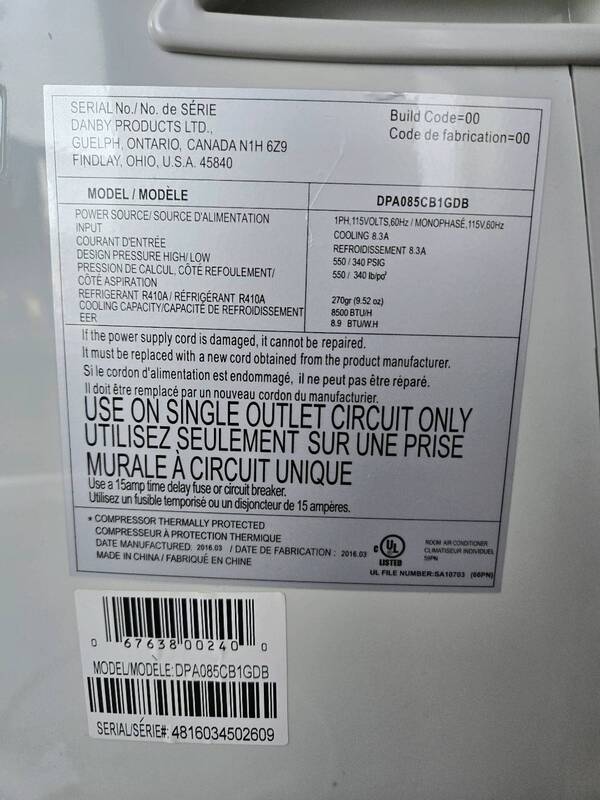 SERIAL No./ No. de SÉRIE
DANBY PRODUCTS LTD.,
GUELPH, ONTARIO, CANADA N1H 6Z9
FINDLAY, OHIO, U.S.A. 45840
Build Code=00
Code de fabrication=00
MODEL / MODÈLE DPA085CB1GDB
POWER SOURCE/ SOURCE D'ALIMENTATION 1PH,115VOLTS,60Hz / MONOPHASÉ,115V,60Hz
INPUT COOLING 8.3A
COURANT D'ENTRÉE REFROIDISSEMENT 8.3A
DESIGN PRESSURE HIGH/ LOW 550 / 340 PSIG
PRESSION DE CALCUL, CÔTÉ REFOULEMENT/ 550 / 340 lb/po²
CÔTÉ ASPIRATION
REFRIGERANT R410A / RÉFRIGÉRANT R410A 270gr (9.52 oz)
COOLING CAPACITY/CAPACITÉ DE REFROIDISSEMENT 8500 BTU/H
EER 8.9 BTU/W.H
If the power supply cord is damaged, it cannot be repaired.
It must be replaced with a new cord obtained from the product manufacturer.
Si le cordon d'alimentation est endommagé, il ne peut pas être réparé.
Il doit être remplacé par un nouveau cordon du manufacturier.
USE ON SINGLE OUTLET CIRCUIT ONLY
UTILISEZ SEULEMENT SUR UNE PRISE
MURALE À CIRCUIT UNIQUE
Use a 15amp time delay fuse or circuit breaker.
Utilisez un fusible temporisé ou un disjoncteur de 15 ampères.
* COMPRESSOR THERMALLY PROTECTED
COMPRESSEUR À PROTECTION THERMIQUE
DATE MANUFACTURED: 2016.03 / DATE DE FABRICATION : 2016.03
MADE IN CHINA / FABRIQUÉ EN CHINE
c UL ®
LISTED
ROOM AIR CONDITIONER
CLIMATISEUR INDIVIDUEL
59PN
UL FILE NUMBER:SA10703 (66PN)
0 67638 00240 0
MODEL/MODÈLE: DPA085CB1GDB
SERIAL/SÉRIE#: 4816034502609